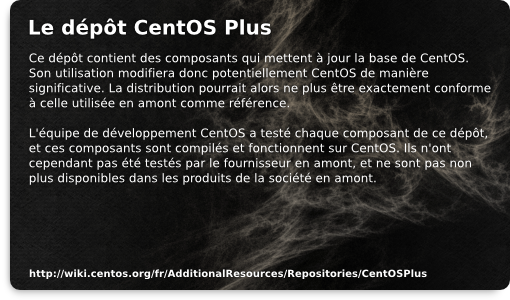 Le dépôt CentOS Plus
Ce dépôt contient des composants qui mettent à jour la base de CentOS.
Son utilisation modifiera donc potentiellement CentOS de manière
significative. La distribution pourrait alors ne plus être exactement conforme
à celle utilisée en amont comme référence.
L'équipe de développement CentOS a testé chaque composant de ce dépôt,
et ces composants sont compilés et fonctionnent sur CentOS. Ils n'ont
cependant pas été testés par le fournisseur en amont, et ne sont pas non
plus disponibles dans les produits de la société en amont.
http://wiki.centos.org/fr/AdditionalResources/Repositories/CentOSPlus